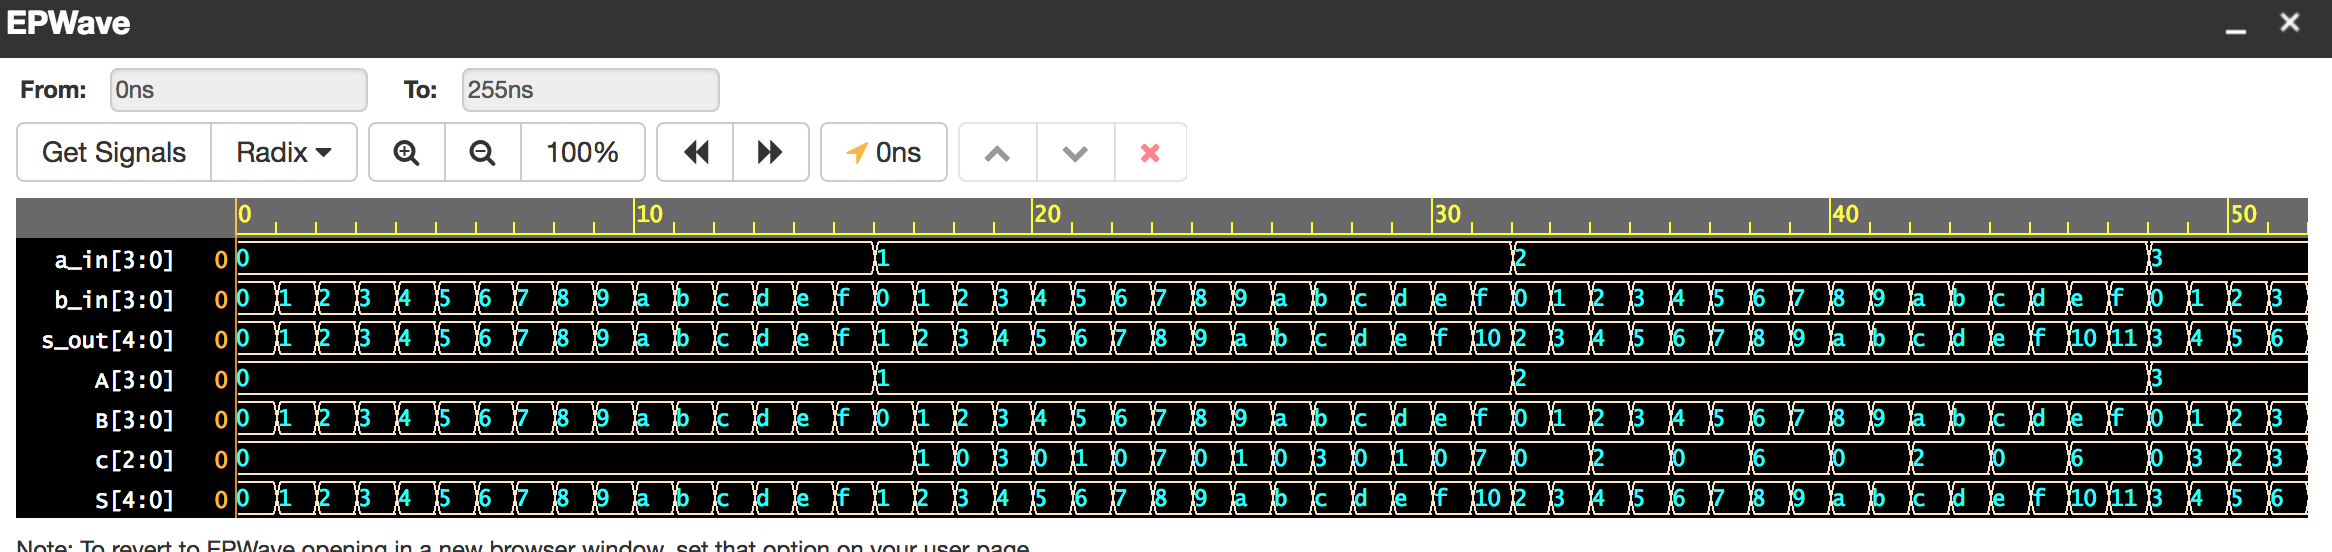 EPWave
From: 0ns To: 255ns
Get Signals Radix 100% 0ns
0 10 20 30 40 50
a_in[3:0] 0 0 1 2 3
b_in[3:0] 0 0 1 2 3 4 5 6 7 8 9 a b c d e f 0 1 2 3 4 5 6 7 8 9 a b c d e f 0 1 2 3 4 5 6 7 8 9 a b c d e f 0 1 2 3
s_out[4:0] 0 0 1 2 3 4 5 6 7 8 9 a b c d e f 1 2 3 4 5 6 7 8 9 a b c d e f 10 2 3 4 5 6 7 8 9 a b c d e f 10 11 3 4 5 6
A[3:0] 0 0 1 2 3
B[3:0] 0 0 1 2 3 4 5 6 7 8 9 a b c d e f 0 1 2 3 4 5 6 7 8 9 a b c d e f 0 1 2 3 4 5 6 7 8 9 a b c d e f 0 1 2 3
c[2:0] 0 0 1 0 3 0 1 0 7 0 1 0 3 0 1 0 7 0 2 0 6 0 2 0 6 0 3 2 3
S[4:0] 0 0 1 2 3 4 5 6 7 8 9 a b c d e f 1 2 3 4 5 6 7 8 9 a b c d e f 10 2 3 4 5 6 7 8 9 a b c d e f 10 11 3 4 5 6
Note: To revert to EPWave opening in a new browser window, set that option on your user page.